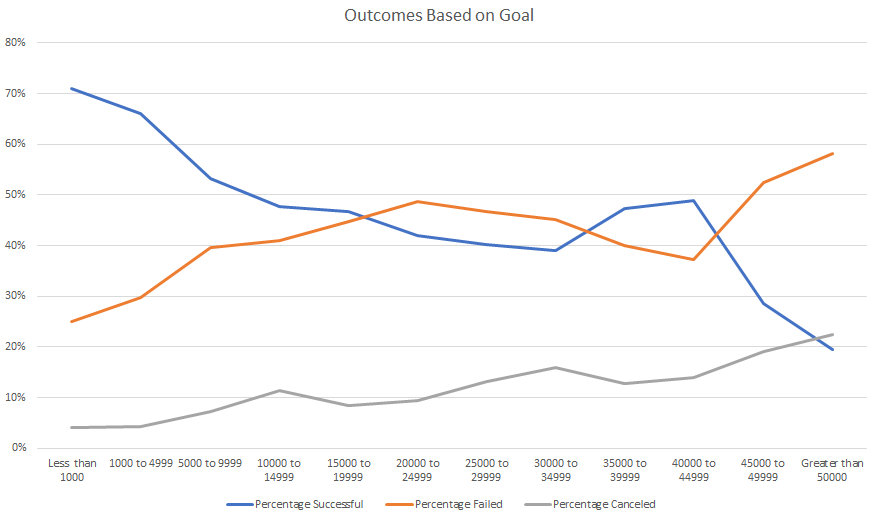 Outcomes Based on Goal
80%
70%
60%
50%
40%
30%
20%
10%
0%
Less than
1000
1000 to 4999
5000 to 9999
10000 to
14999
15000 to
19999
20000 to
24999
25000 to
29999
30000 to
34999
35000 to
39999
40000 to
44999
45000 to
49999
Greater than
50000
Percentage Successful
Percentage Failed
Percentage Canceled